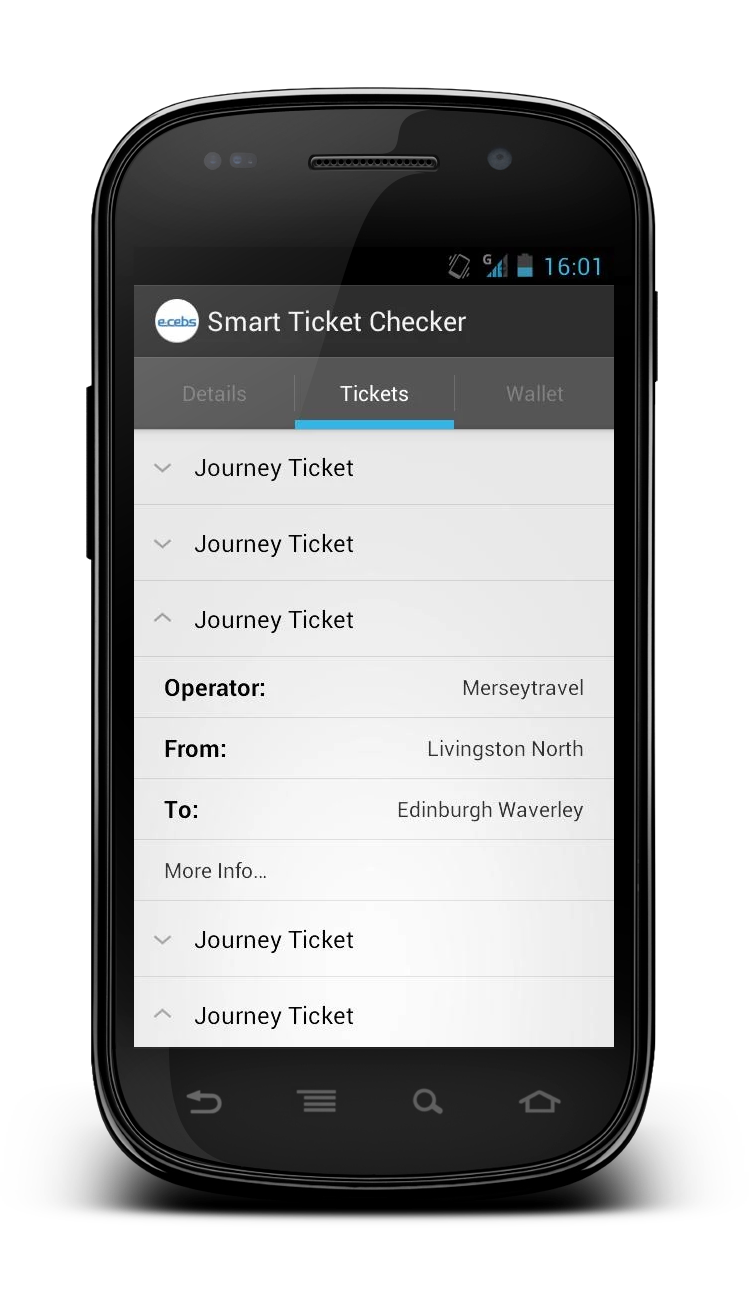 G
16:01
e.cebs Smart Ticket Checker
Details Tickets Wallet
Journey Ticket
Journey Ticket
Journey Ticket
Operator: Merseytravel
From: Livingston North
To: Edinburgh Waverley
More Info...
Journey Ticket
Journey Ticket